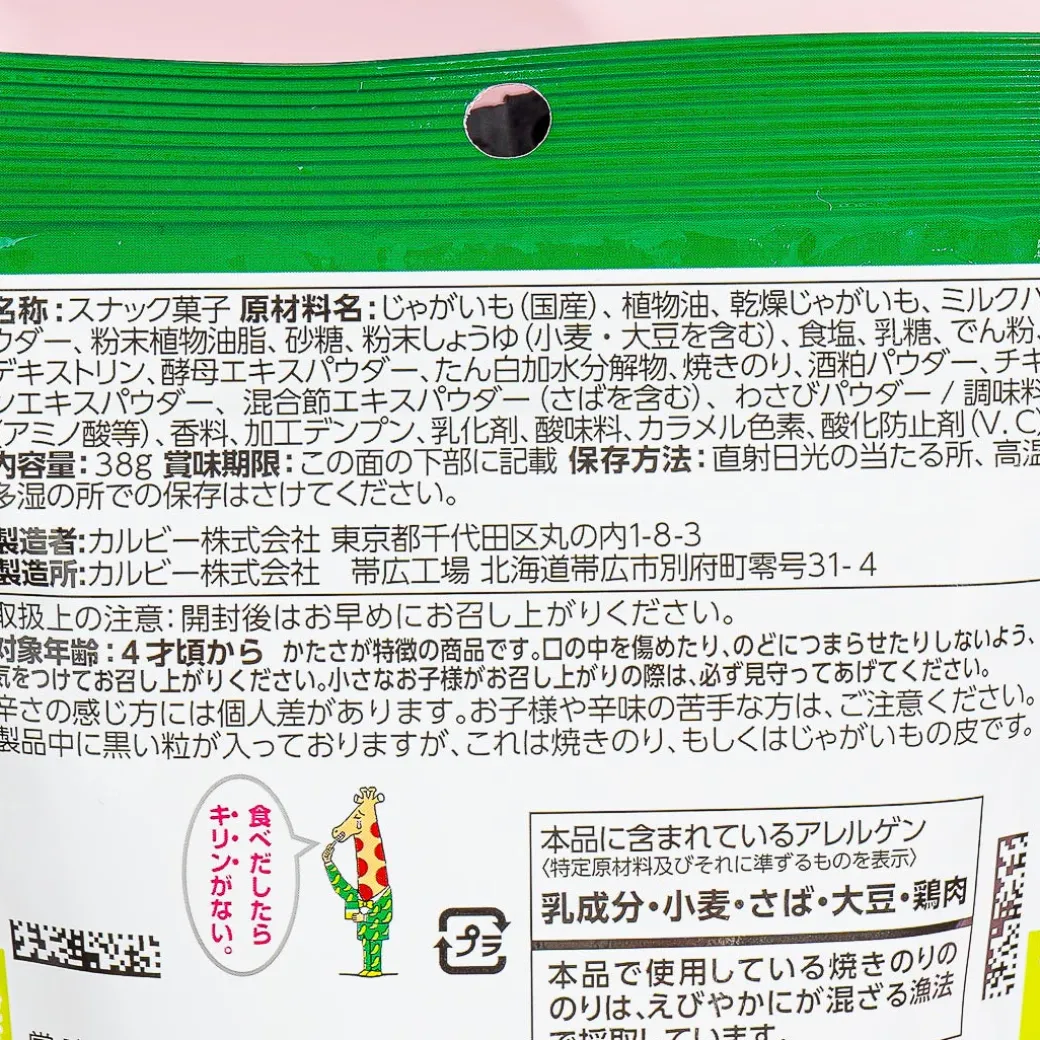 名称:スナック菓子 原材料名:じゃがいも(国産)、植物油、乾燥じゃがいも、ミルクパ
ウダー、粉末植物油脂、砂糖、粉末しょうゆ(小麦・大豆を含む)、食塩、乳糖、でん粉、
デキストリン、酵母エキスパウダー、たん白加水分解物、焼きのり、酒粕パウダー、チキ
ンエキスパウダー、混合節エキスパウダー(さばを含む)、わさびパウダー / 調味料
(アミノ酸等)、香料、加工デンプン、乳化剤、酸味料、カラメル色素、酸化防止剤(V.C)
内容量:38g 賞味期限:この面の下部に記載 保存方法:直射日光の当たる所、高温
多湿の所での保存はさけてください。
製造者:カルビー株式会社 東京都千代田区丸の内1-8-3
製造所:カルビー株式会社 帯広工場 北海道帯広市別府町零号31-4
取扱上の注意:開封後はお早めにお召し上がりください。
対象年齢:4才頃から かたさが特徴の商品です。口の中を傷めたり、のどにつまらせたりしないよう、
気をつけてお召し上がりください。小さなお子様がお召し上がりの際は、必ず見守ってあげてください。
辛さの感じ方には個人差があります。お子様や辛味の苦手な方は、ご注意ください。
製品中に黒い粒が入っておりますが、これは焼きのり、もしくはじゃがいもの皮です。
食べだしたら
キリンがない。
プラ
本品に含まれているアレルゲン
〈特定原材料及びそれに準ずるものを表示〉
乳成分・小麦・さば・大豆・鶏肉
本品で使用している焼きのりの
のりは、えびやかにが混ざる漁法
で採取しています。